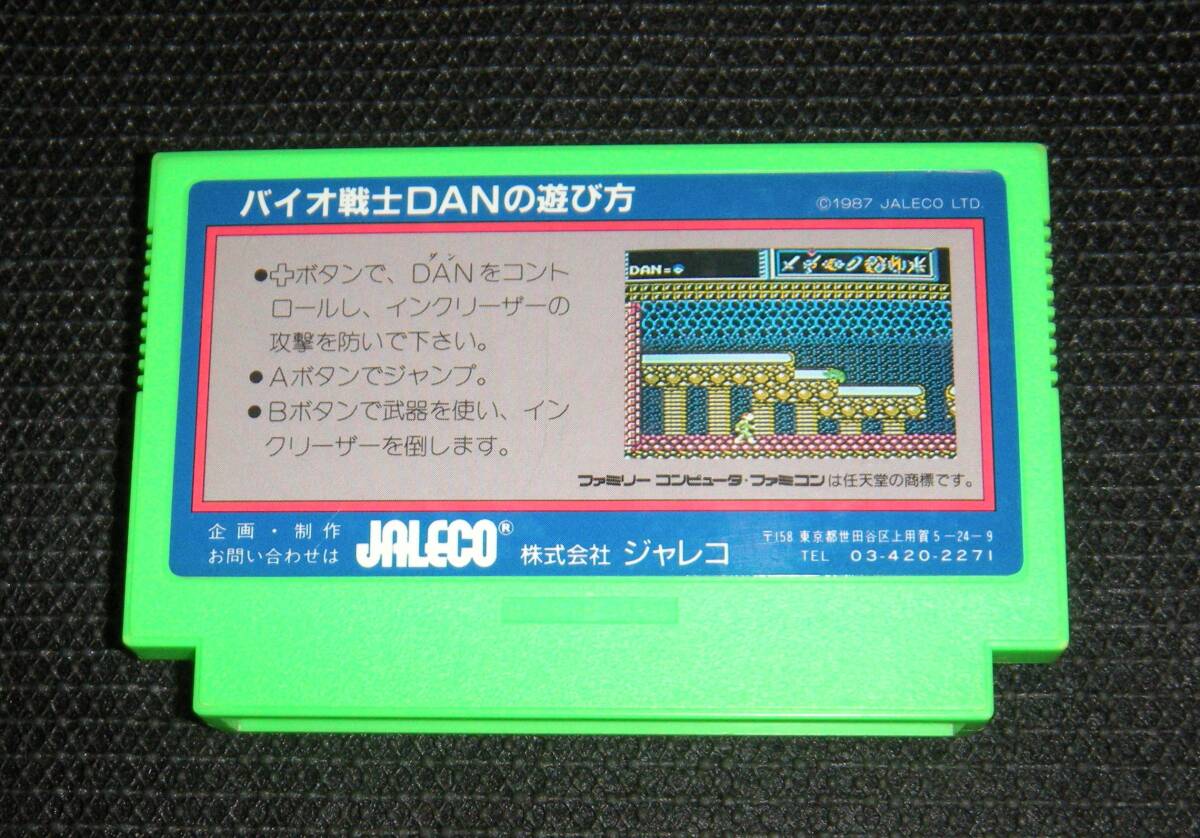 バイオ戦士DANの遊び方
©1987 JALECO LTD.
ダン
●✚ボタンで、DANをコント
ロールし、インクリーザーの
攻撃を防いで下さい。
●Aボタンでジャンプ。
●Bボタンで武器を使い、イン
クリーザーを倒します。
DAN=
ファミリーコンピュータ・ファミコンは任天堂の商標です。
企画・制作
お問い合わせは
JALECO®
株式会社 ジャレコ
〒158 東京都世田谷区上用賀5-24-9
TEL 03-420-2271